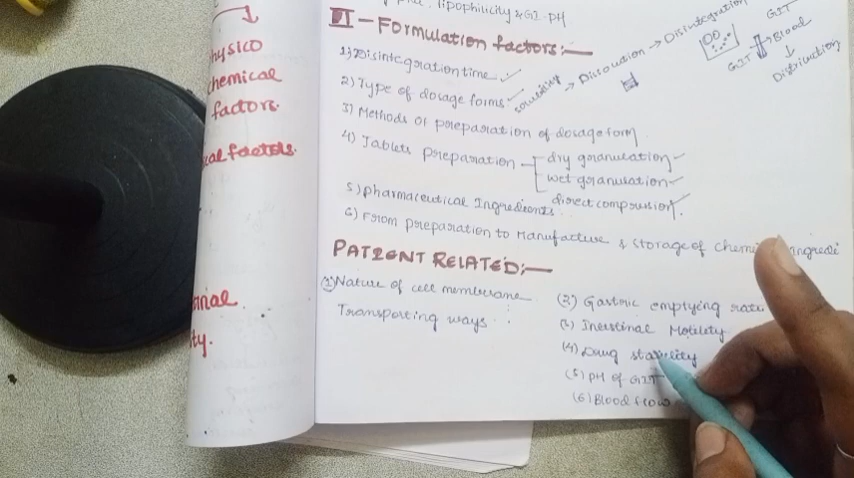 lipophilicity & GI PH
II - Formulation factors:-
1) Disintegration time
2) Type of dosage forms
3) Methods of preparation of dosage form
4) Tablets preparation
dry granulation
wet granulation
direct compression
5) Pharmaceutical Ingredients
6) From preparation to Manufacture & storage of Chemi ingredi
→ Dissolution → Disintegration
GIT
GIT Blood
↓
Distribution
PATIENT RELATED:-
(1) Nature of cell membrane
Transporting ways
(2) Gastric emptying rate
Intestinal Motility
(4) Drug stability
(5) PH of GIT
(6) Blood flow
hysico
chemical
factors.
cal factors.
ty.